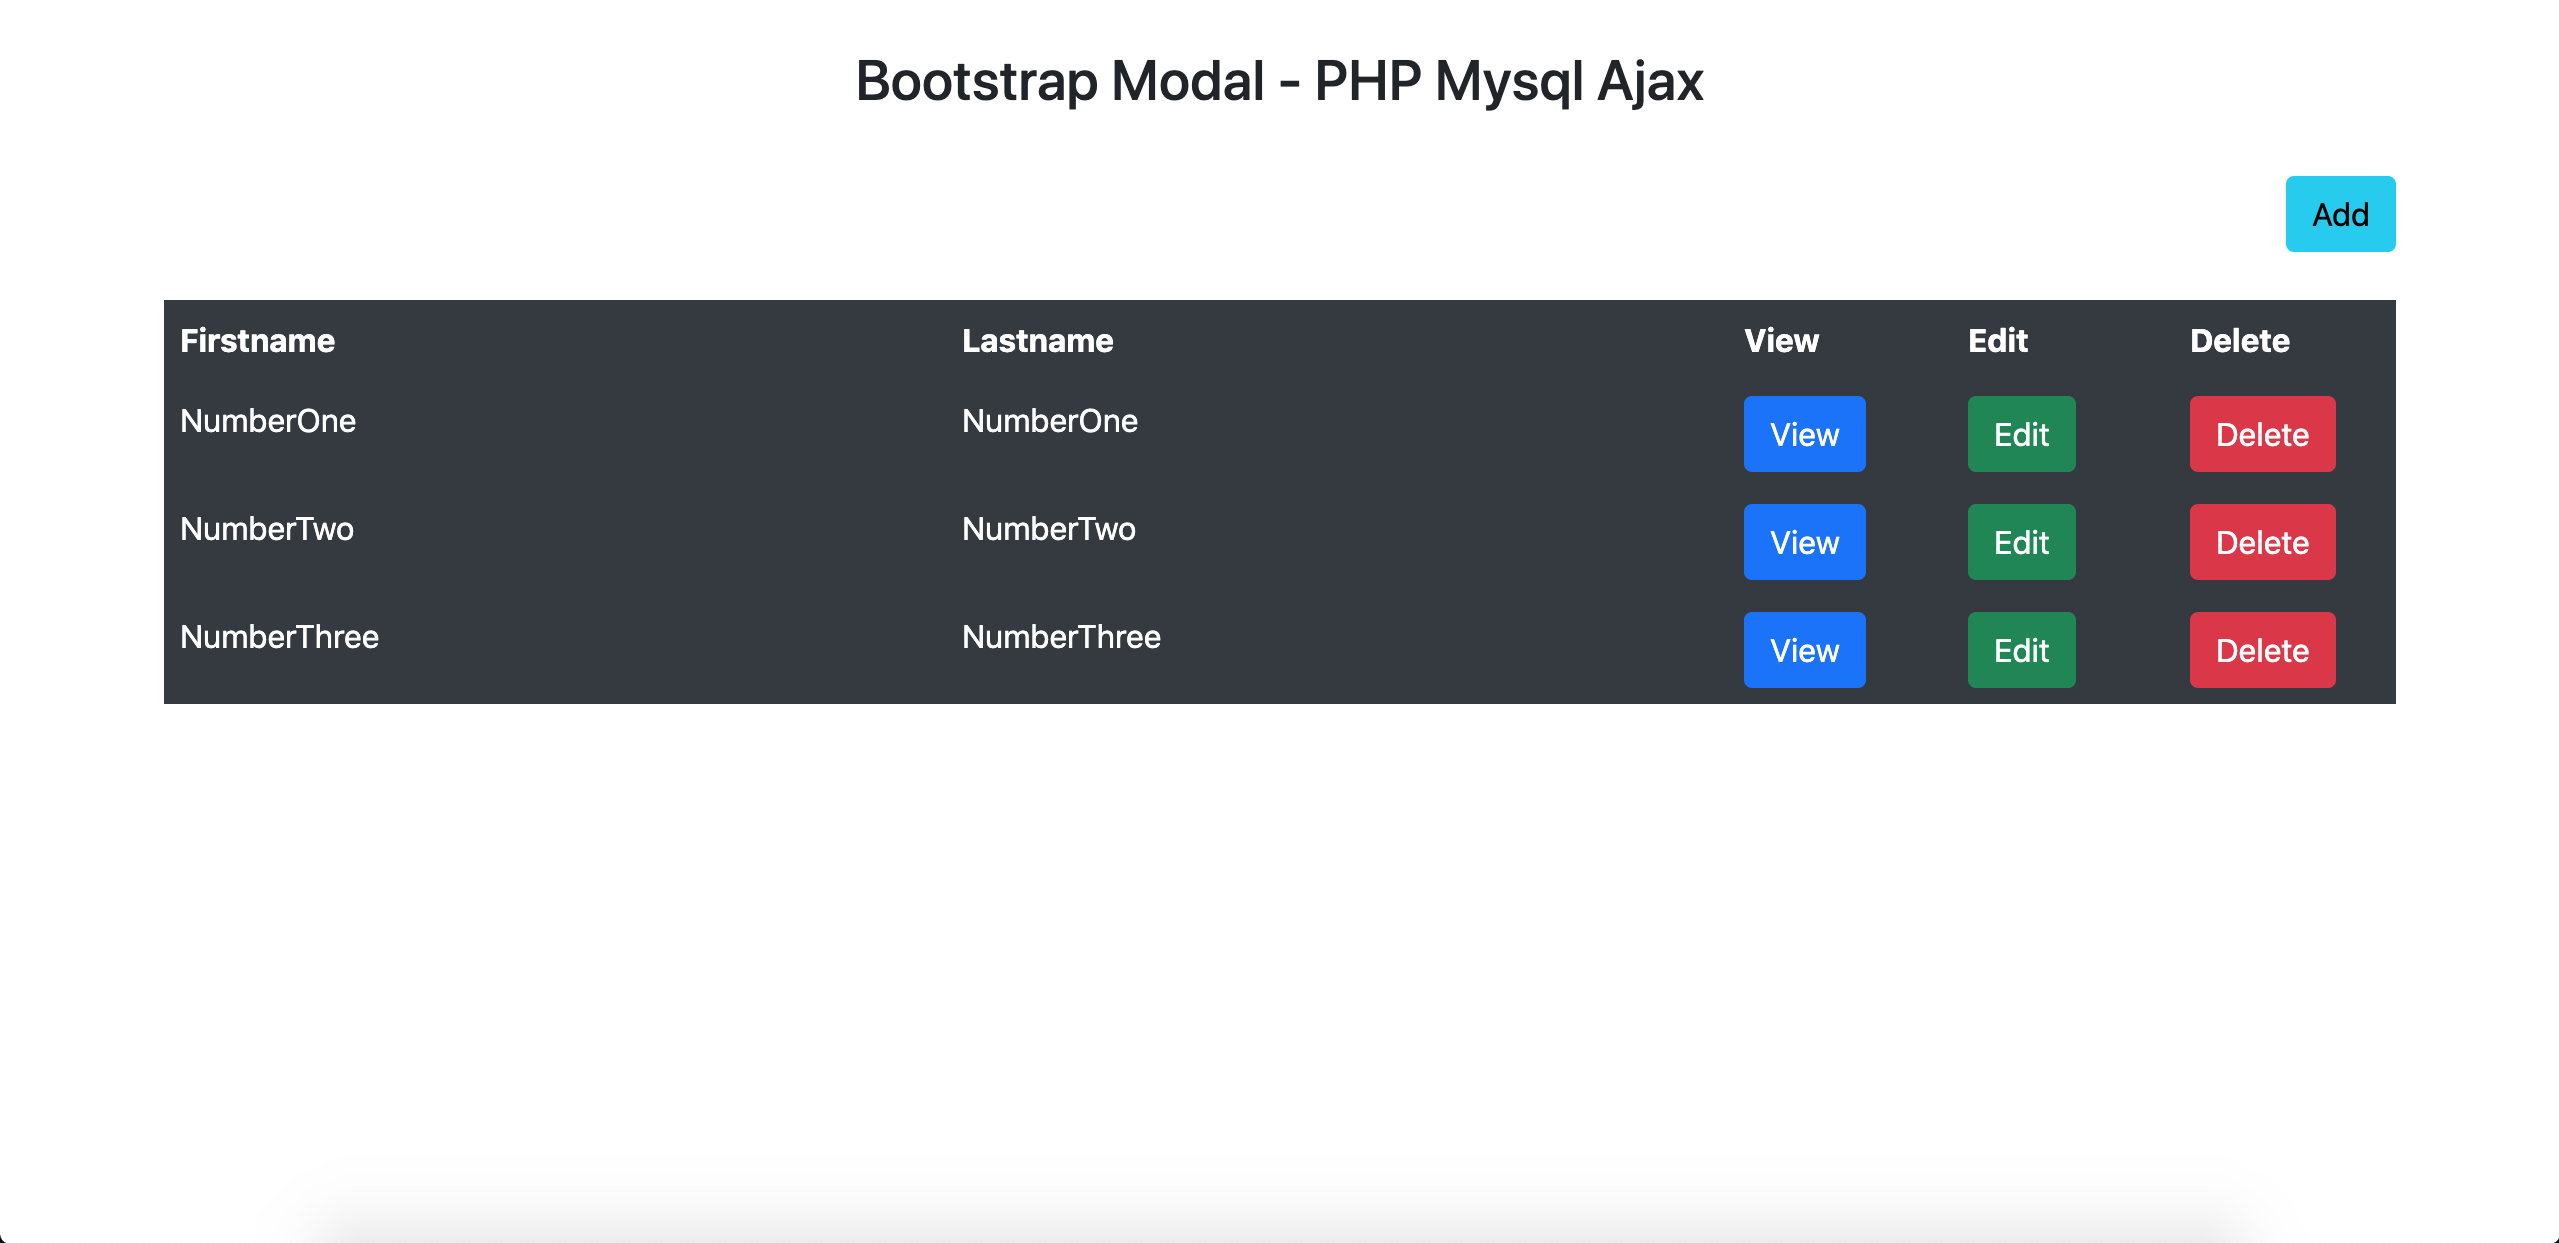 Bootstrap Modal - PHP Mysql Ajax
Add
Firstname Lastname View Edit Delete
NumberOne NumberOne View Edit Delete
NumberTwo NumberTwo View Edit Delete
NumberThree NumberThree View Edit Delete